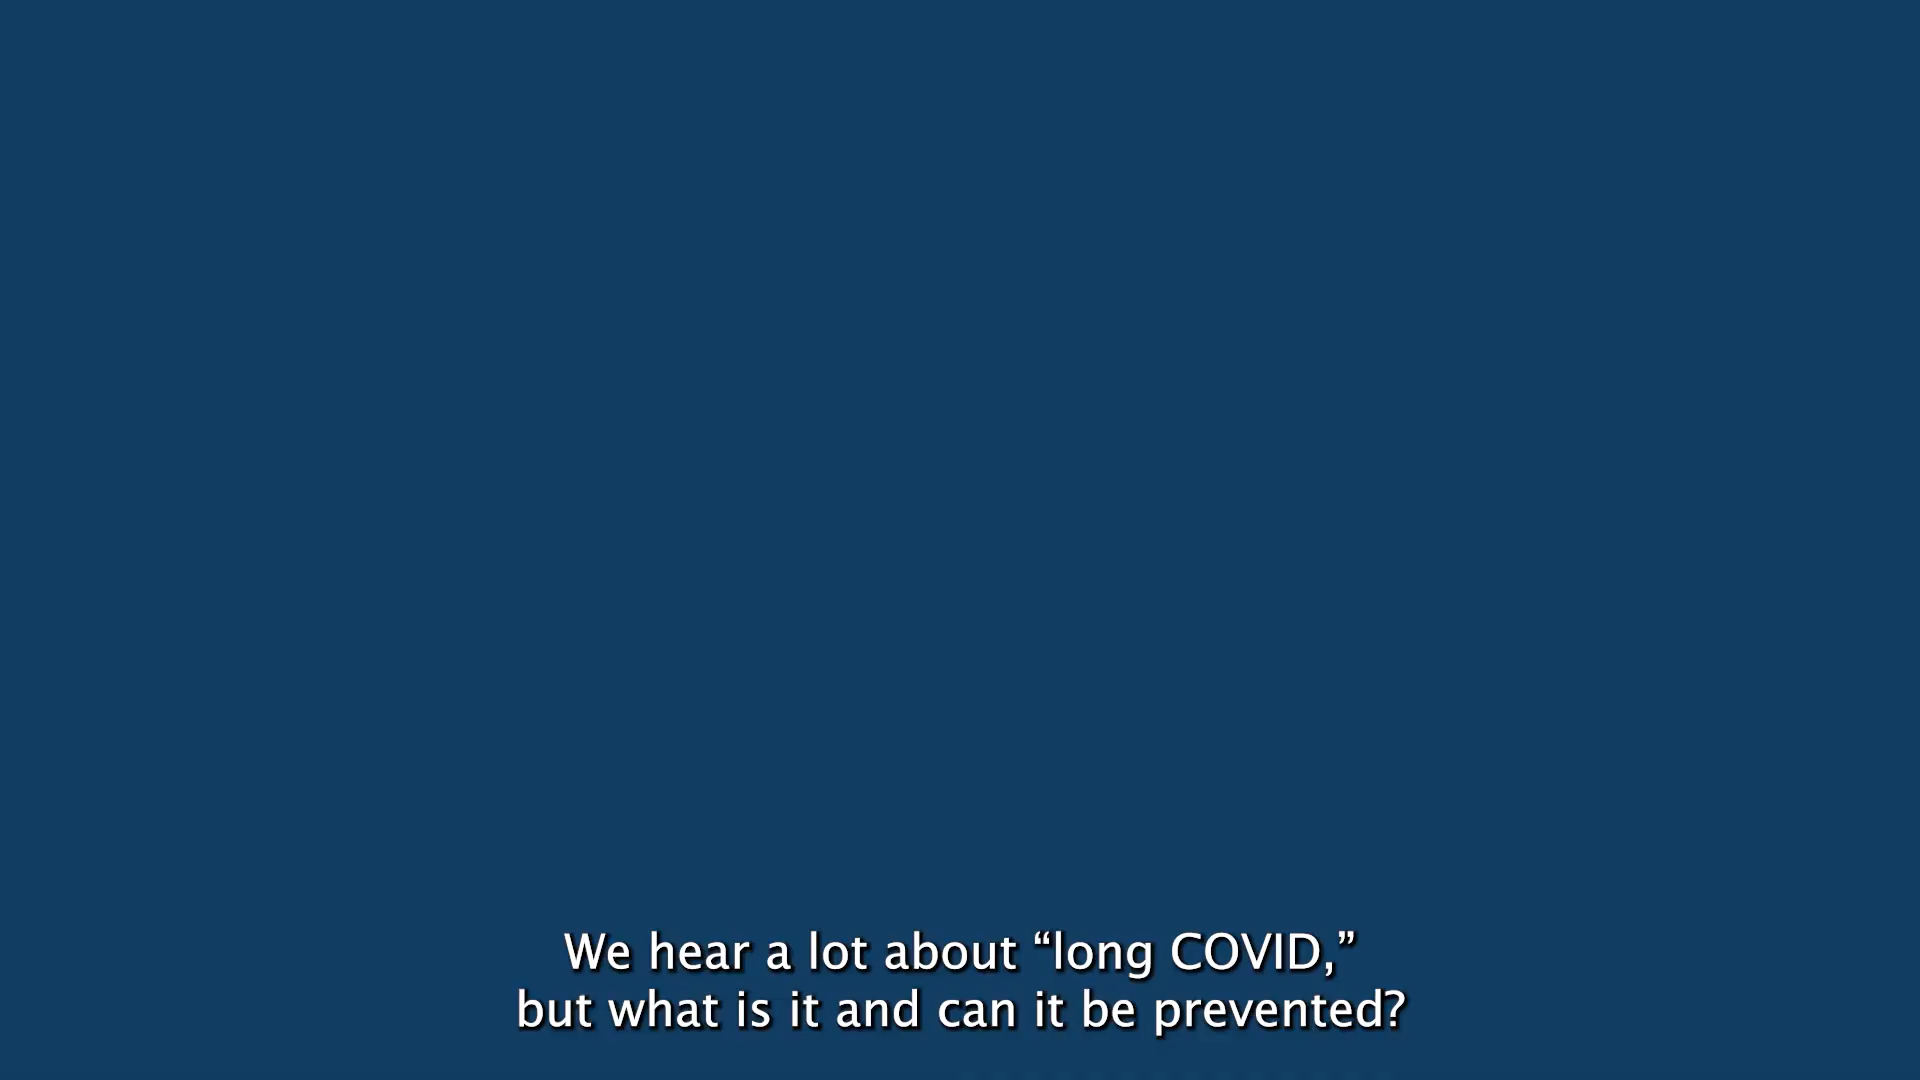 We hear a lot about “long COVID,”
but what is it and can it be prevented?